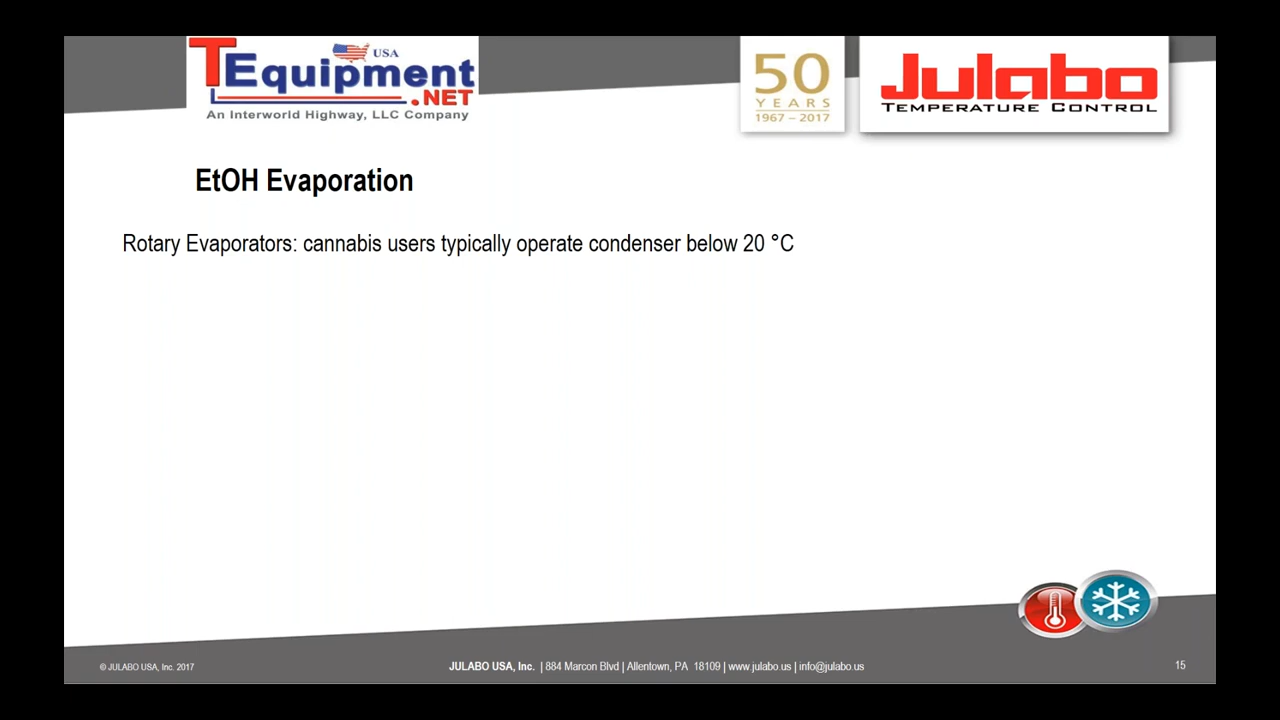 TEquipment
USA
.NET
An Interworld Highway, LLC Company
50
YEARS
1967 – 2017
Julabo
TEMPERATURE CONTROL
EtOH Evaporation
Rotary Evaporators: cannabis users typically operate condenser below 20 °C
© JULABO USA, Inc. 2017
JULABO USA, Inc. | 884 Marcon Blvd | Allentown, PA 18109 | www.julabo.us | info@julabo.us
15